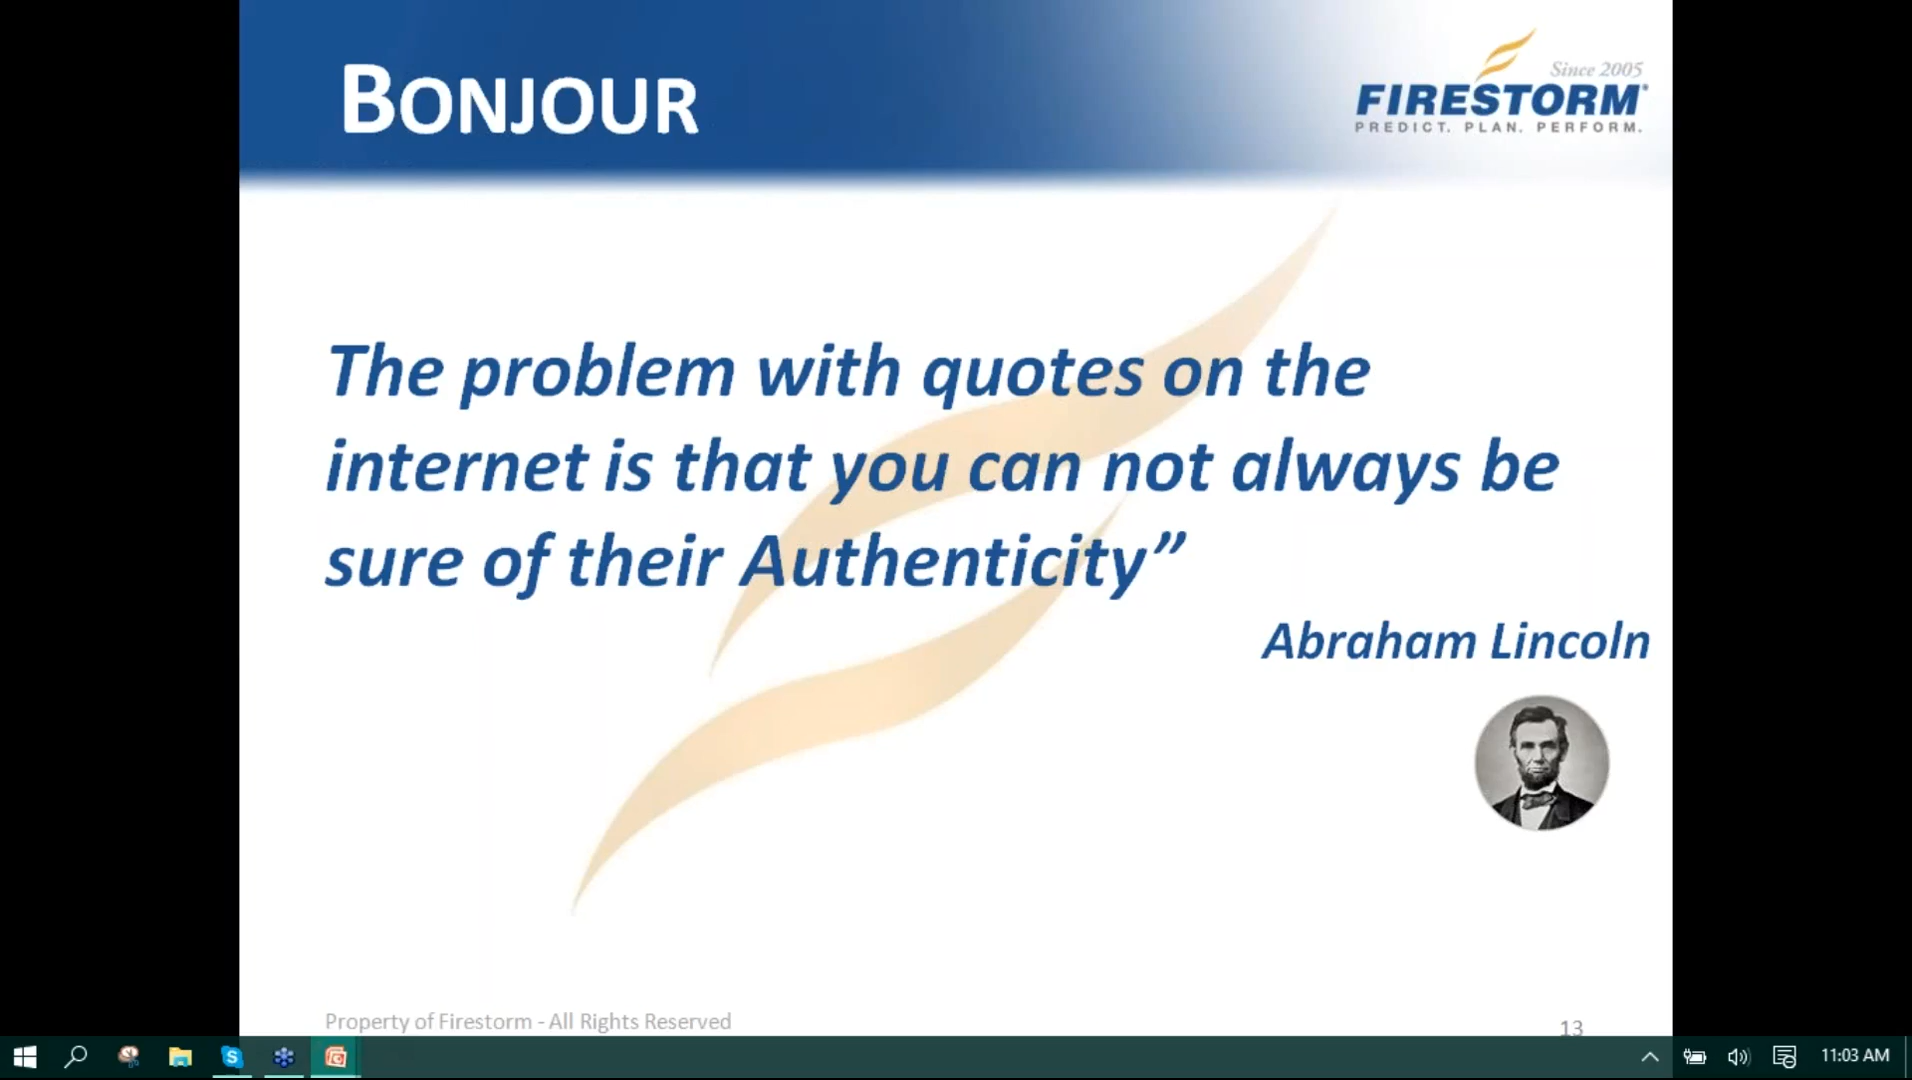 BONJOUR
Since 2005
FIRESTORM®
PREDICT. PLAN. PERFORM.
The problem with quotes on the
internet is that you can not always be
sure of their Authenticity”
Abraham Lincoln
Property of Firestorm - All Rights Reserved
13
11:03 AM